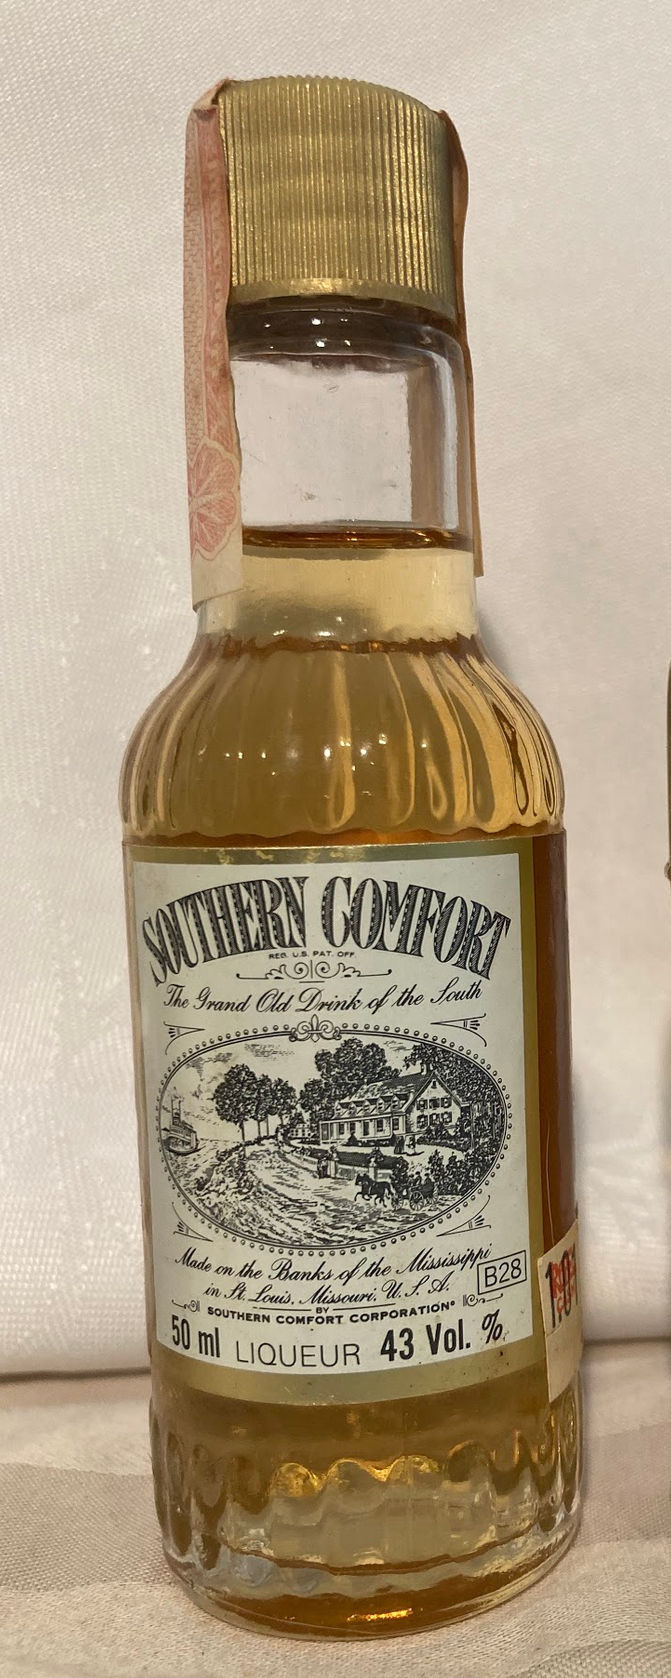 SOUTHERN COMFORT
REG. U.S. PAT. OFF.
The Grand Old Drink of the South
Made on the Banks of the Mississippi
in St. Louis, Missouri, U. S. A.
B28
BY
SOUTHERN COMFORT CORPORATION®
50 ml LIQUEUR 43 Vol. %